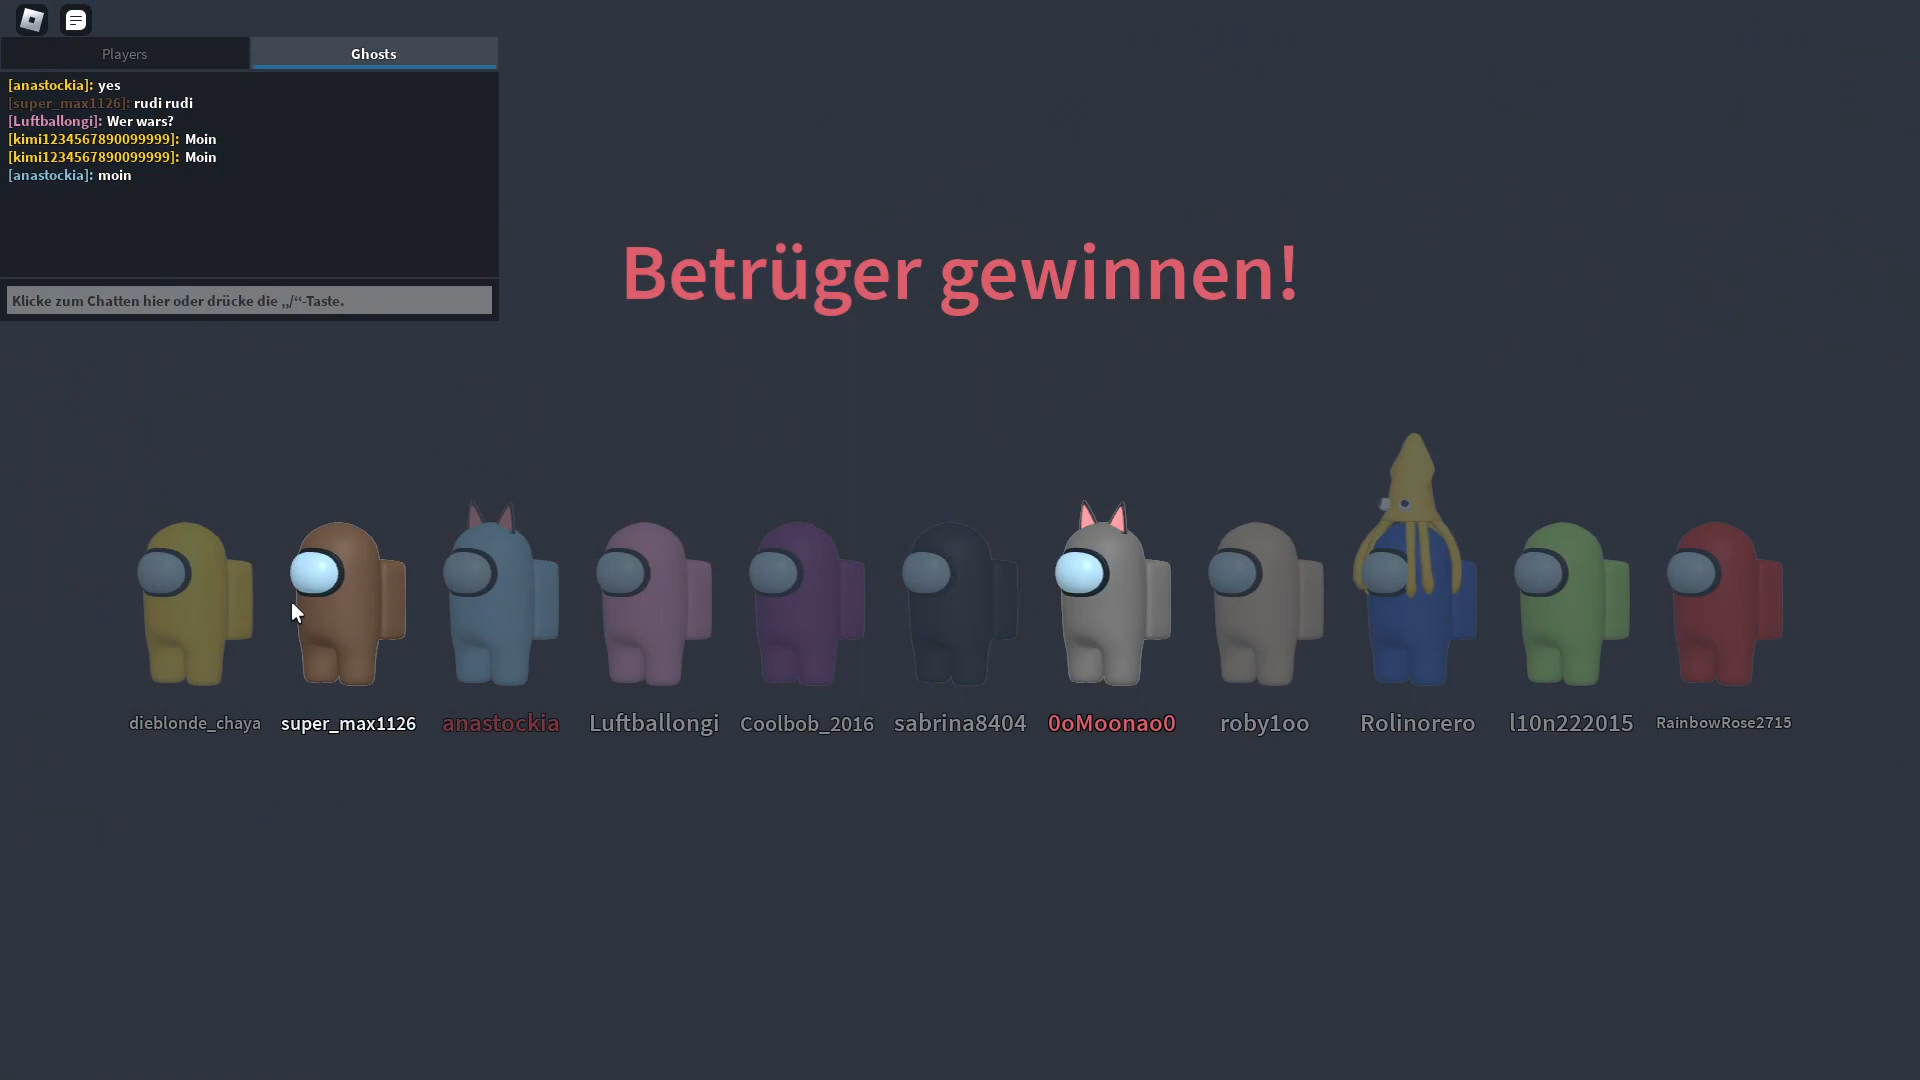 Players
Ghosts
[anastockia]: yes
[super_max1126]: rudi rudi
[Luftballongi]: Wer wars?
[kimi1234567890099999]: Moin
[kimi1234567890099999]: Moin
[anastockia]: moin
Klicke zum Chatten hier oder drücke die „/“-Taste.
Betrüger gewinnen!
dieblonde_chaya
super_max1126
anastockia
Luftballongi
Coolbob_2016
sabrina8404
0oMoonao0
roby1oo
Rolinorero
l10n222015
RainbowRose2715